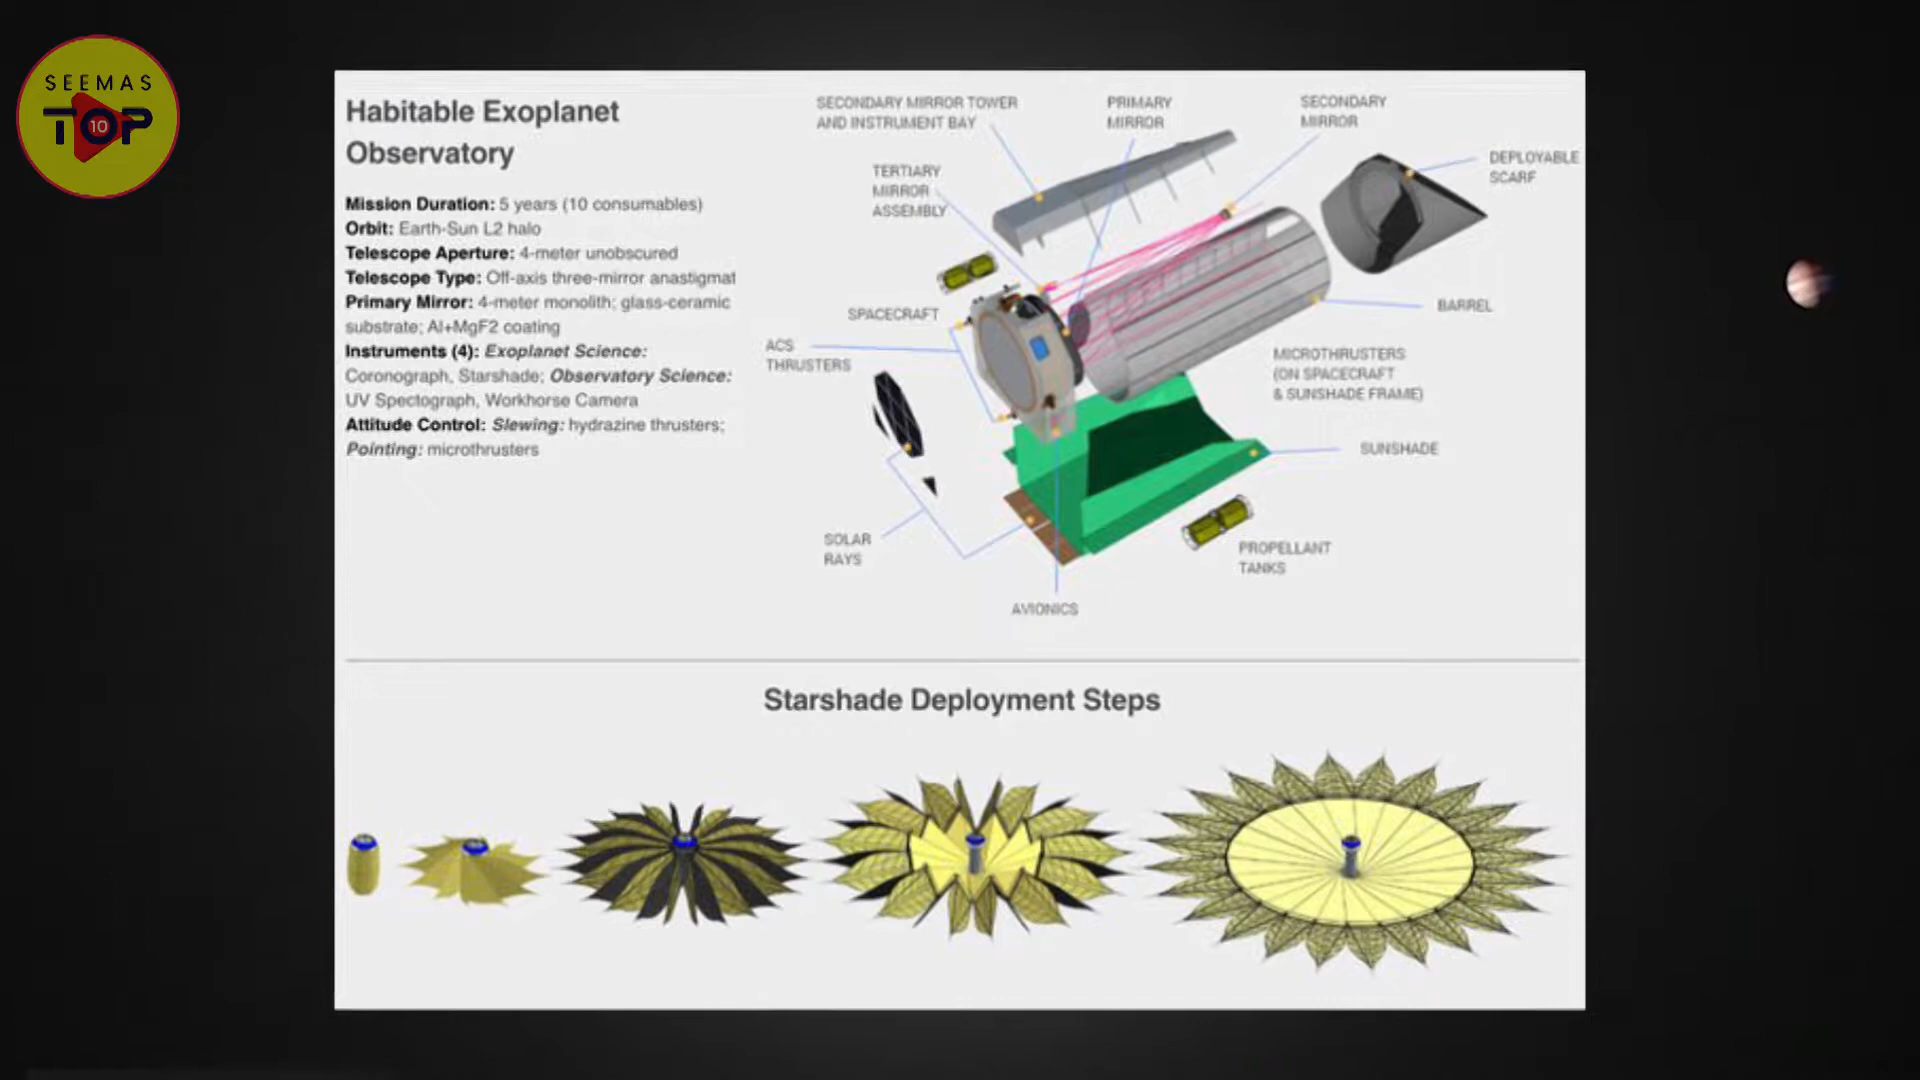 SEEMAS
TOP
10
Habitable Exoplanet
Observatory
Mission Duration: 5 years (10 consumables)
Orbit: Earth-Sun L2 halo
Telescope Aperture: 4-meter unobscured
Telescope Type: Off-axis three-mirror anastigmat
Primary Mirror: 4-meter monolith; glass-ceramic
substrate; Al+MgF2 coating
Instruments (4): Exoplanet Science:
Coronograph, Starshade; Observatory Science:
UV Spectograph, Workhorse Camera
Attitude Control: Slewing: hydrazine thrusters;
Pointing: microthrusters
SECONDARY MIRROR TOWER
AND INSTRUMENT BAY
PRIMARY
MIRROR
SECONDARY
MIRROR
DEPLOYABLE
SCARF
TERTIARY
MIRROR
ASSEMBLY
SPACECRAFT
BARREL
ACS
THRUSTERS
MICROTHRUSTERS
(ON SPACECRAFT
& SUNSHADE FRAME)
SUNSHADE
SOLAR
RAYS
PROPELLANT
TANKS
AVIONICS
Starshade Deployment Steps